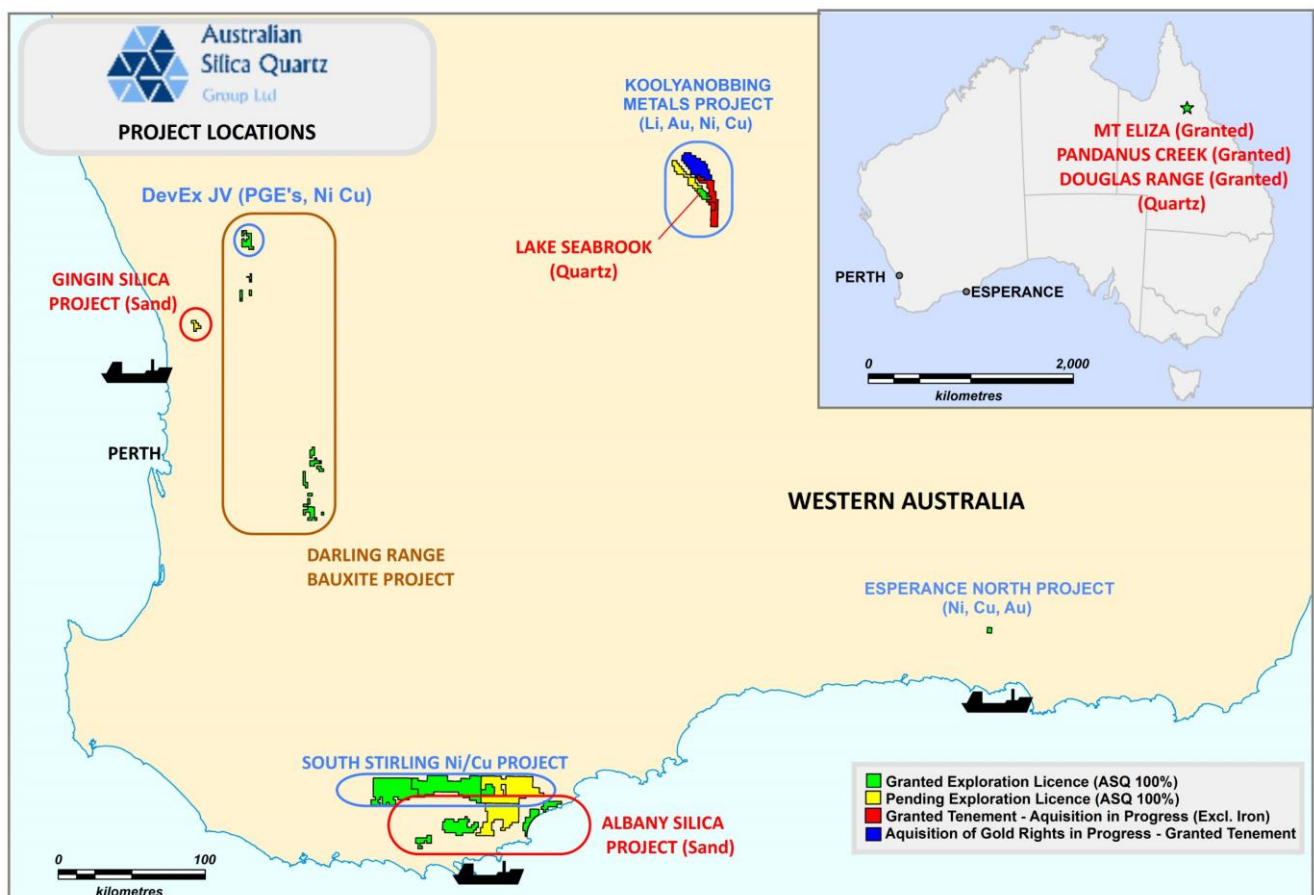 Australian
Silica Quartz
Group Ltd
PROJECT LOCATIONS
KOOLYANOBBING
METALS PROJECT
(Li, Au, Ni, Cu)
DevEx JV (PGE's, Ni Cu)
LAKE SEABROOK
(Quartz)
GINGIN SILICA
PROJECT (Sand)
PERTH
DARLING RANGE
BAUXITE PROJECT
WESTERN AUSTRALIA
ESPERANCE NORTH PROJECT
(Ni, Cu, Au)
SOUTH STIRLING Ni/Cu PROJECT
ALBANY SILICA
PROJECT (Sand)
0 100
kilometres
MT ELIZA (Granted)
PANDANUS CREEK (Granted)
DOUGLAS RANGE (Granted)
(Quartz)
PERTH
ESPERANCE
0 2,000
kilometres
Granted Exploration Licence (ASQ 100%)
Pending Exploration Licence (ASQ 100%)
Granted Tenement - Aquisition in Progress (Excl. Iron)
Aquisition of Gold Rights in Progress - Granted Tenement